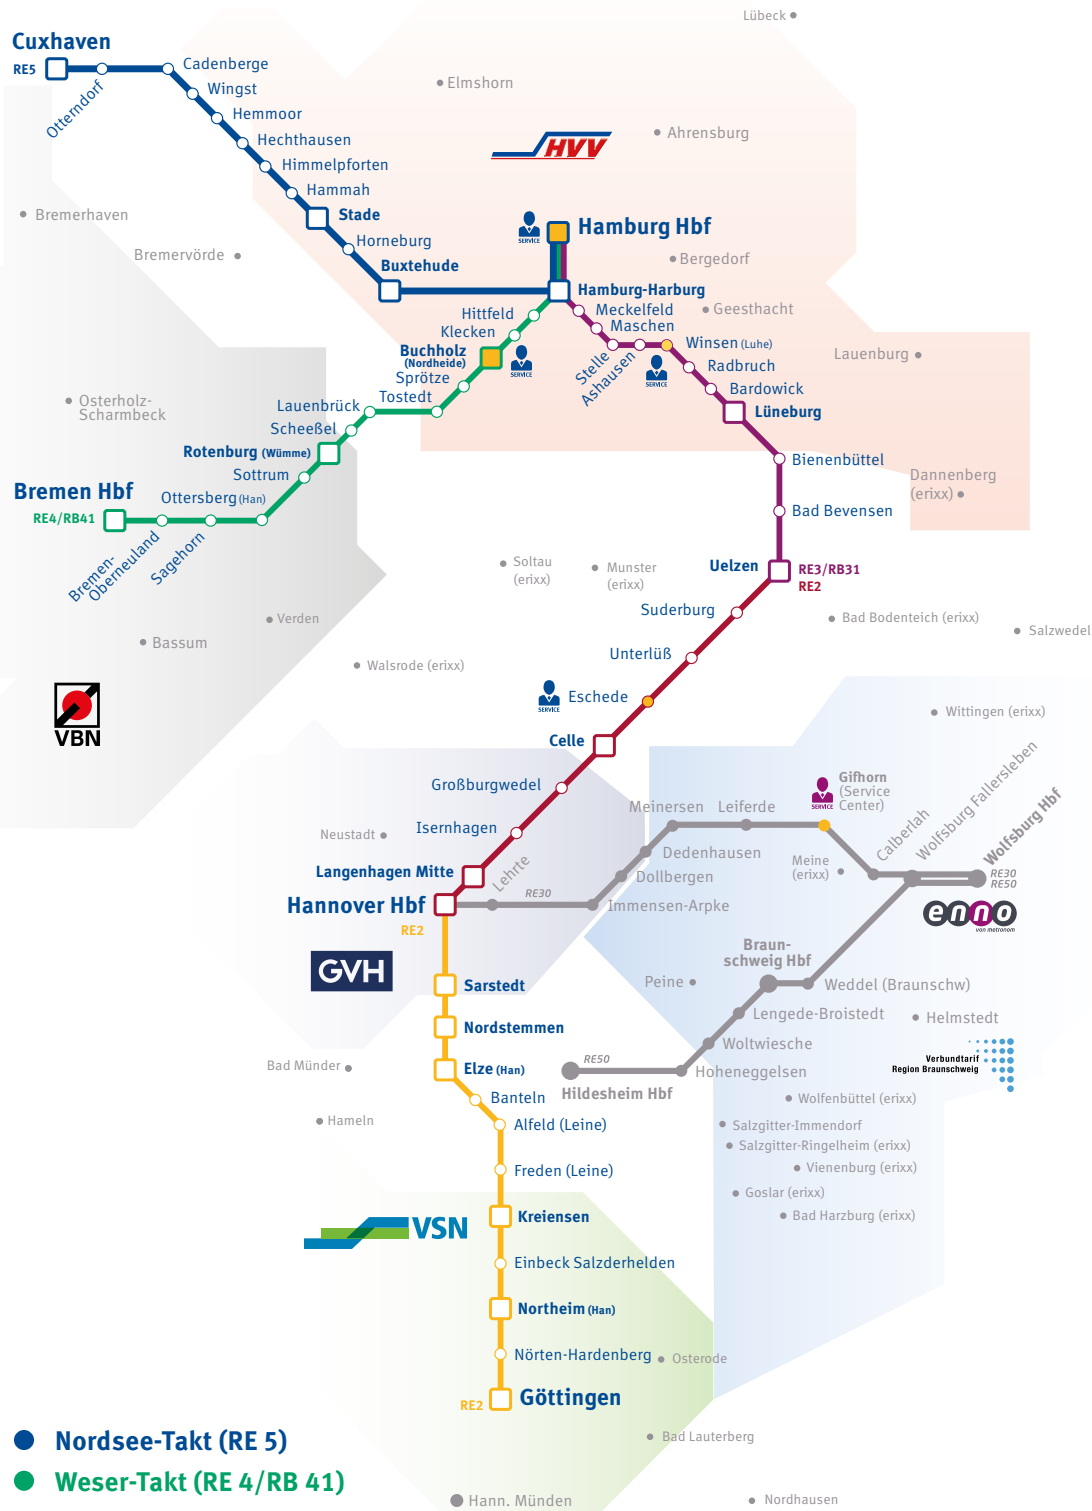 Lübeck
Cuxhaven
RE5
Otterndorf
Cadenberge
Wingst
Hemmoor
Hechthausen
Himmelpforten
Hammah
Stade
Horneburg
Buxtehude
Elmshorn
Ahrensburg
HVV
Bremerhaven
Bremervörde
SERVICE
Hamburg Hbf
Bergedorf
Hamburg-Harburg
Geesthacht
Hittfeld
Klecken
Buchholz
(Nordheide)
SERVICE
Sprötze
Tostedt
Lauenbrück
Scheeßel
Rotenburg (Wümme)
Sottrum
Ottersberg (Han)
Bremen Hbf
RE4/RB41
Bremen-
Oberneuland
Sagehorn
Osterholz-
Scharmbeck
Meckelfeld
Maschen
Stelle
Ashausen
SERVICE
Winsen (Luhe)
Radbruch
Bardowick
Lüneburg
Lauenburg
Bienenbüttel
Dannenberg
(erixx)
Bad Bevensen
Uelzen
RE3/RB31
RE2
Soltau
(erixx)
Munster
(erixx)
Suderburg
Bad Bodenteich (erixx)
Salzwedel
Verden
Bassum
Walsrode (erixx)
Unterlüß
SERVICE
Eschede
VBN
Celle
Wittingen (erixx)
Großburgwedel
Isernhagen
Neustadt
Langenhagen Mitte
Hannover Hbf
RE2
Lehrte
RE30
Immensen-Arpke
Dollbergen
Dedenhausen
Meinersen
Leiferde
SERVICE
Gifhorn
(Service
Center)
Meine
(erixx)
Calberlah
Wolfsburg Fallersleben
Wolfsburg Hbf
RE30
RE50
enno
von metronom
GVH
Braun-
schweig Hbf
Peine
Weddel (Braunschw)
Lengede-Broistedt
Helmstedt
Woltwiesche
Hoheneggelsen
RE50
Hildesheim Hbf
Verbundtarif
Region Braunschweig
Sarstedt
Nordstemmen
Elze (Han)
Bad Münder
Banteln
Hameln
Alfeld (Leine)
Freden (Leine)
Wolfenbüttel (erixx)
Salzgitter-Immendorf
Salzgitter-Ringelheim (erixx)
Vienenburg (erixx)
Goslar (erixx)
Bad Harzburg (erixx)
VSN
Kreiensen
Einbeck Salzderhelden
Northeim (Han)
Nörten-Hardenberg
Osterode
RE2
Göttingen
Bad Lauterberg
Nordsee-Takt (RE 5)
Weser-Takt (RE 4/RB 41)
Hann. Münden
Nordhausen